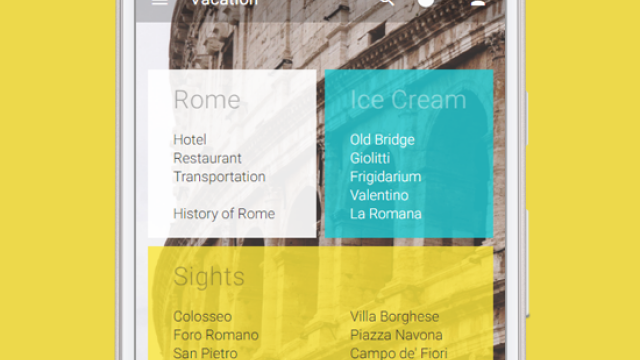 Vacation
Rome
Hotel
Restaurant
Transportation
History of Rome
Ice Cream
Old Bridge
Giolitti
Frigidarium
Valentino
La Romana
Sights
Colosseo
Foro Romano
San Pietro
Villa Borghese
Piazza Navona
Campo de' Fiori